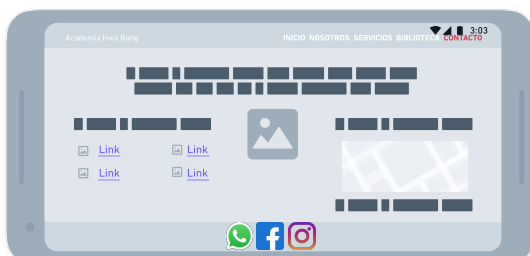 3:03
Academia Hwa Rang INICIO NOSOTROS SERVICIOS BIBLIOTECA CONTACTO
Link Link
Link Link